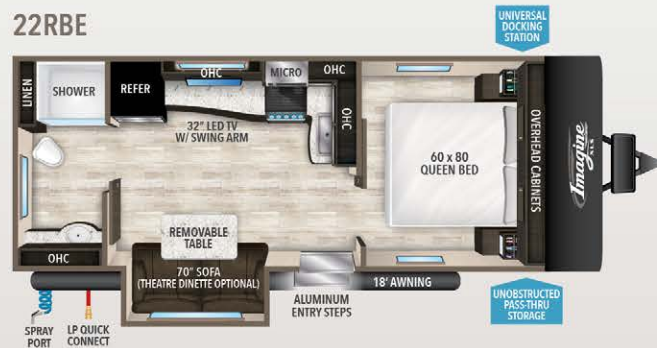 22RBE
UNIVERSAL
DOCKING
STATION
LINEN
SHOWER
REFER
OHC
MICRO
OHC
OHC
32" LED TV
W/ SWING ARM
60 x 80
QUEEN BED
OVERHEAD CABINETS
Imagine
XLS
REMOVABLE
TABLE
OHC
70" SOFA
(THEATRE DINETTE OPTIONAL)
18' AWNING
ALUMINUM
ENTRY STEPS
UNOBSTRUCTED
PASS-THRU
STORAGE
SPRAY
PORT
LP QUICK
CONNECT